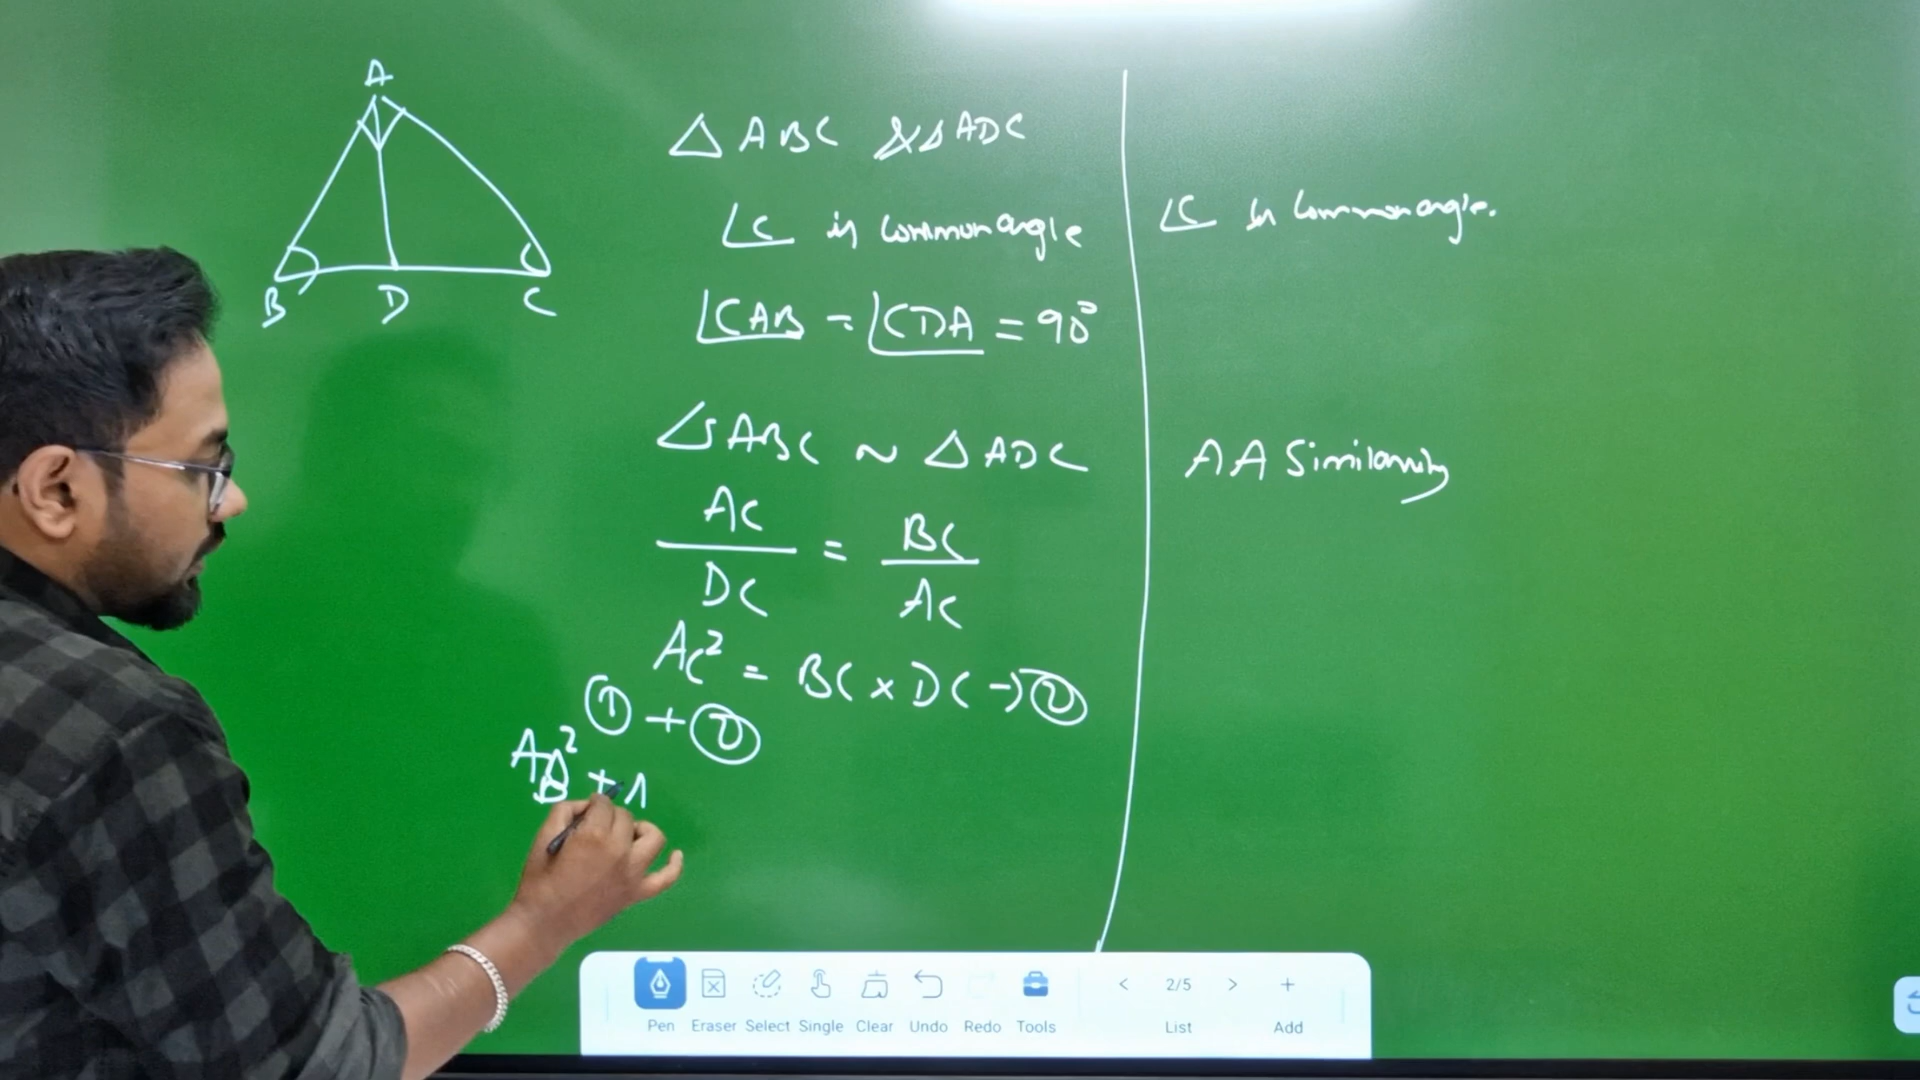 A
B D C
△ ABC & △ ADC
∠C is common angle
∠C is common angle.
∠CAB = ∠CDA = 90°
△ ABC ~ △ ADC
AA Similarity
AC/DC = BC/AC
AC² = BC × DC → ②
① + ②
AB² + A
Pen Eraser Select Single Clear Undo Redo Tools < 2/5 > +
List Add